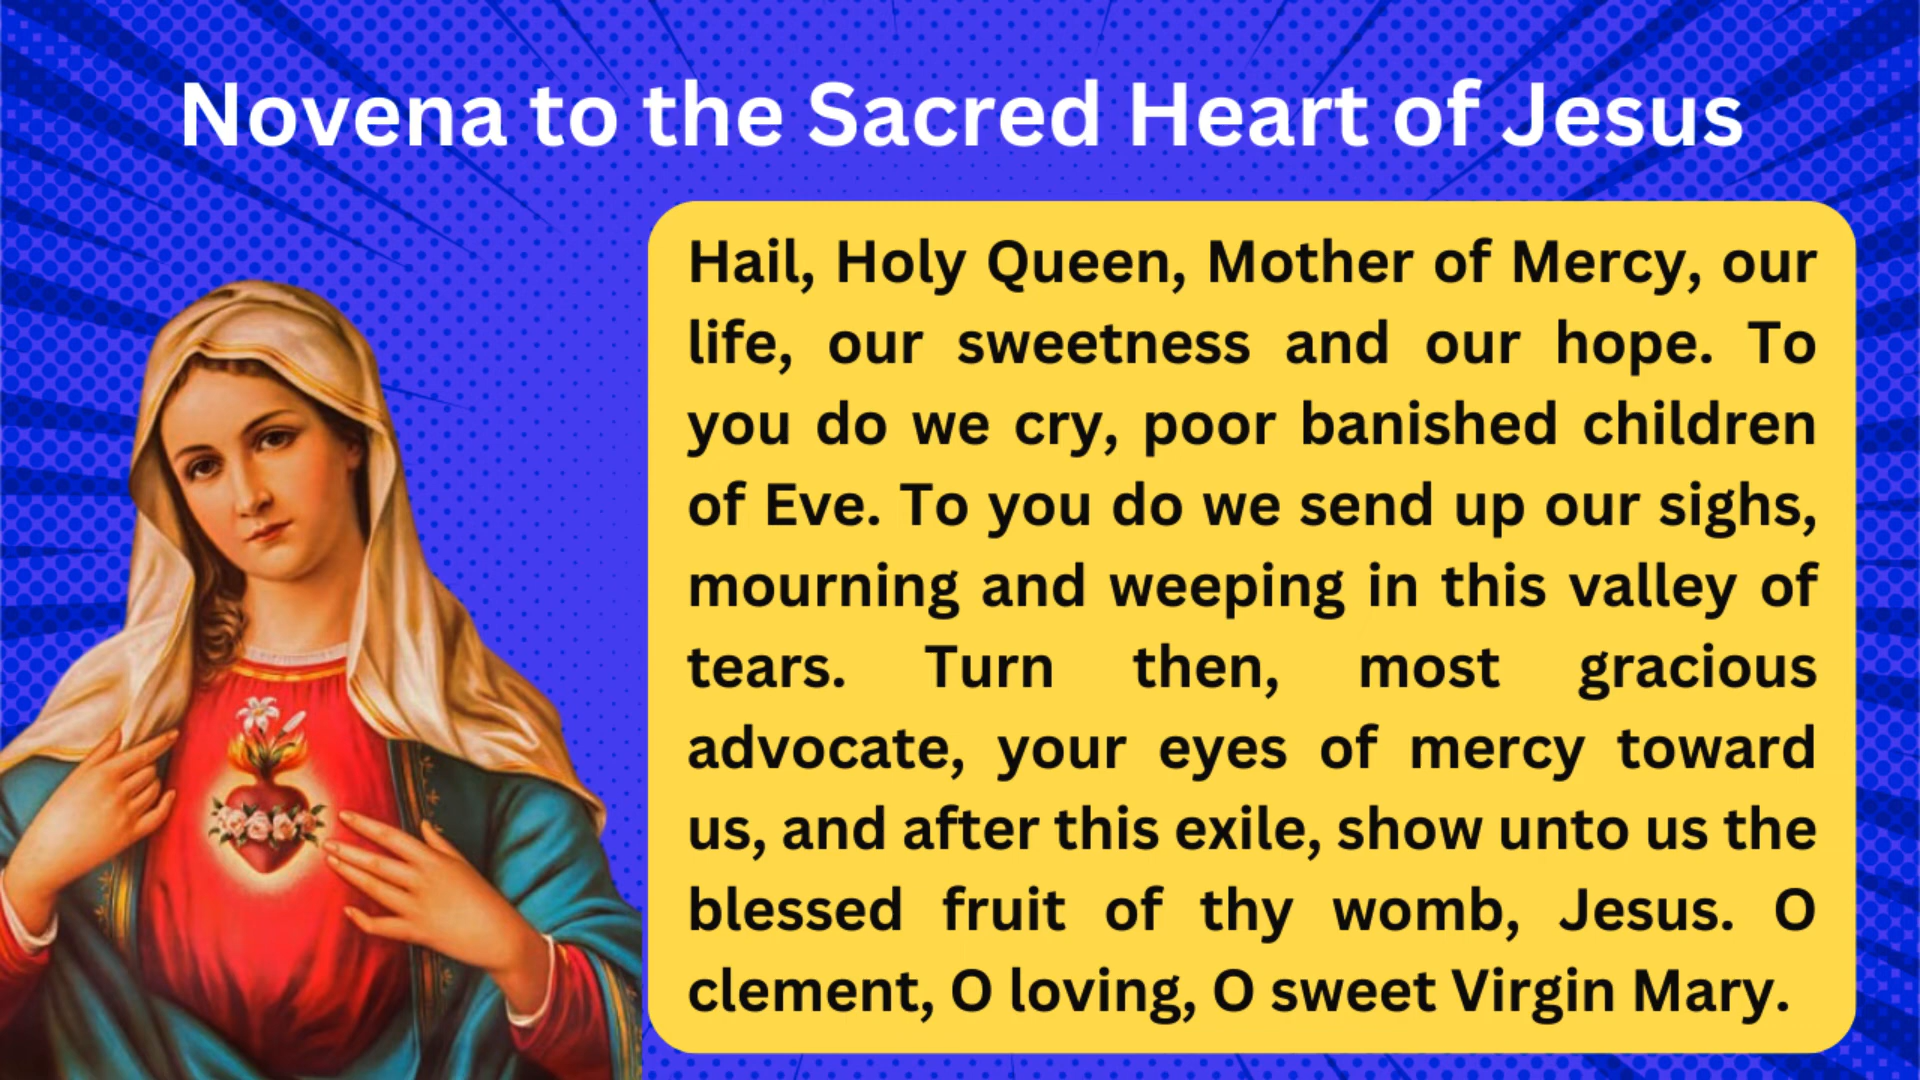 Novena to the Sacred Heart of Jesus
Hail, Holy Queen, Mother of Mercy, our
life, our sweetness and our hope. To
you do we cry, poor banished children
of Eve. To you do we send up our sighs,
mourning and weeping in this valley of
tears. Turn then, most gracious
advocate, your eyes of mercy toward
us, and after this exile, show unto us the
blessed fruit of thy womb, Jesus. O
clement, O loving, O sweet Virgin Mary.